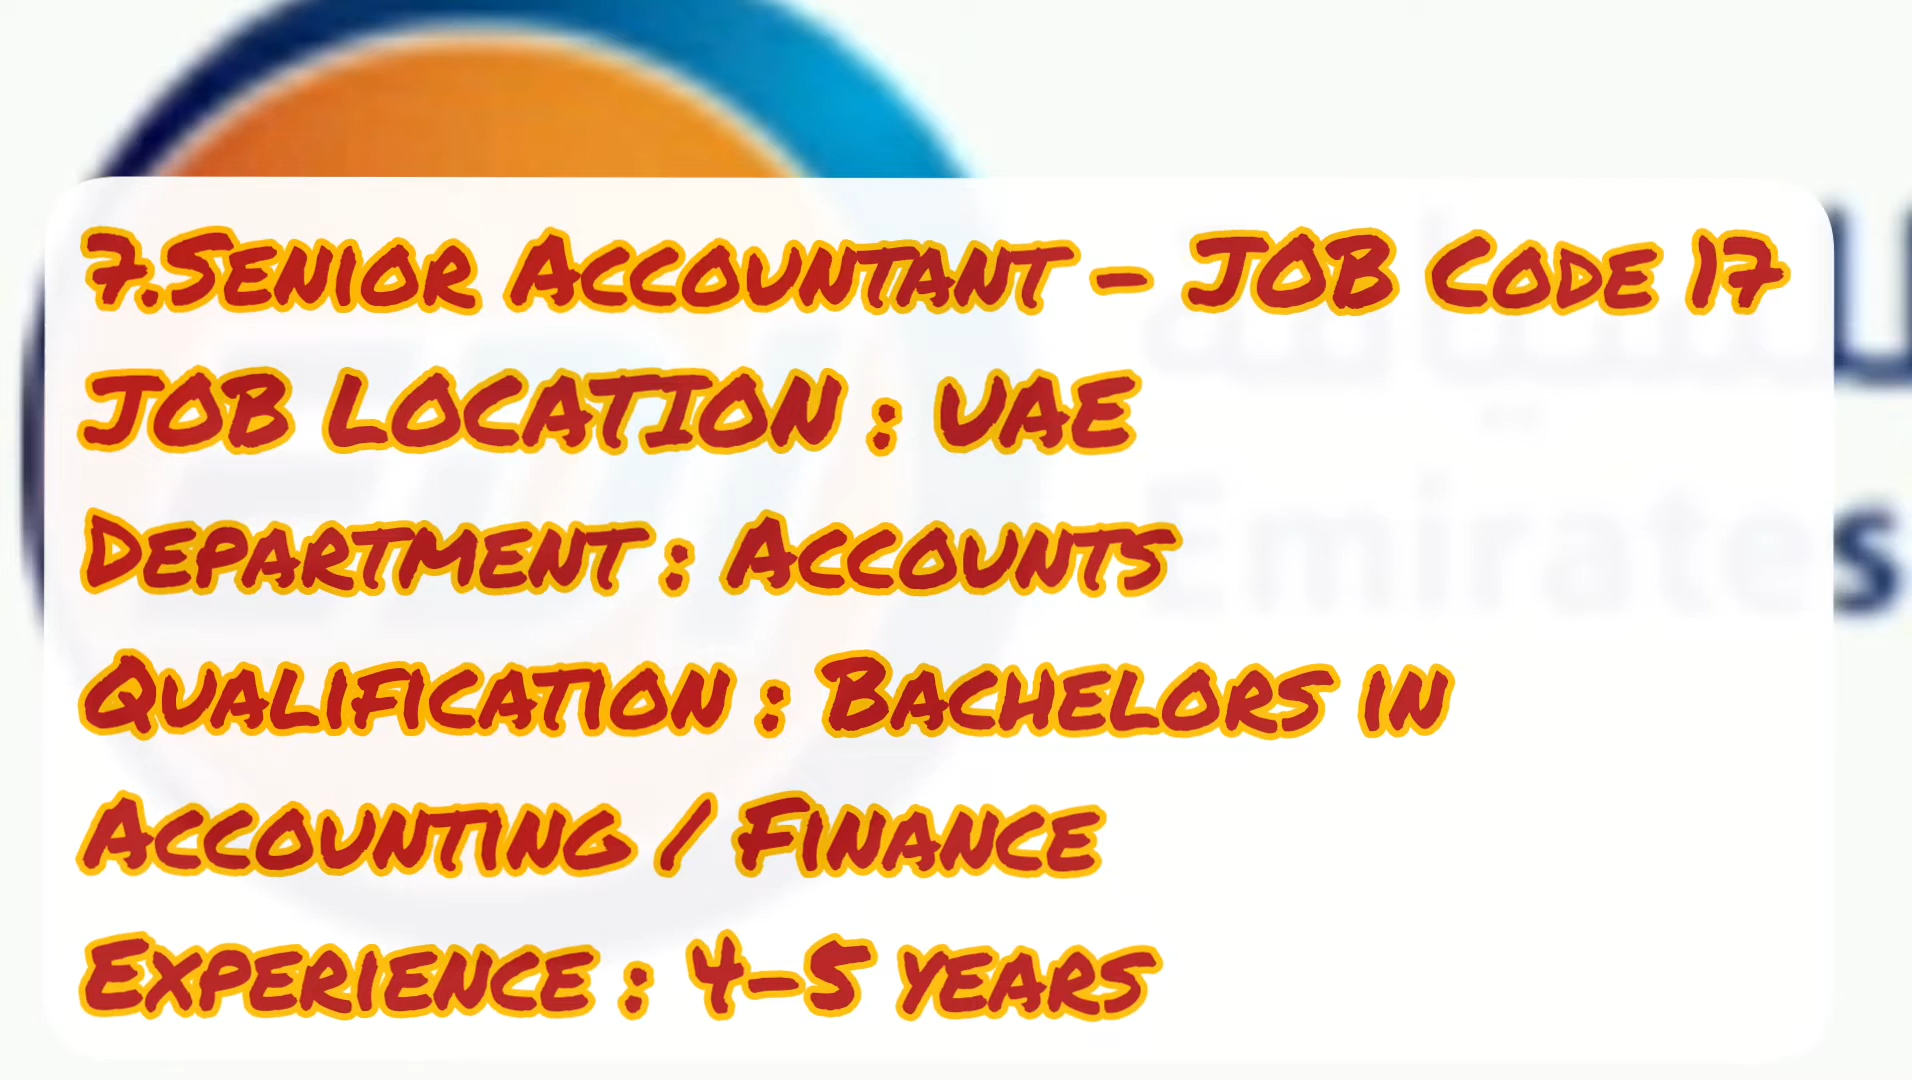 7.Senior Accountant – JOB Code 17
JOB LOCATION : UAE
Department : Accounts
Emirates
Qualification : Bachelors in
Accounting / Finance
Experience : 4–5 years